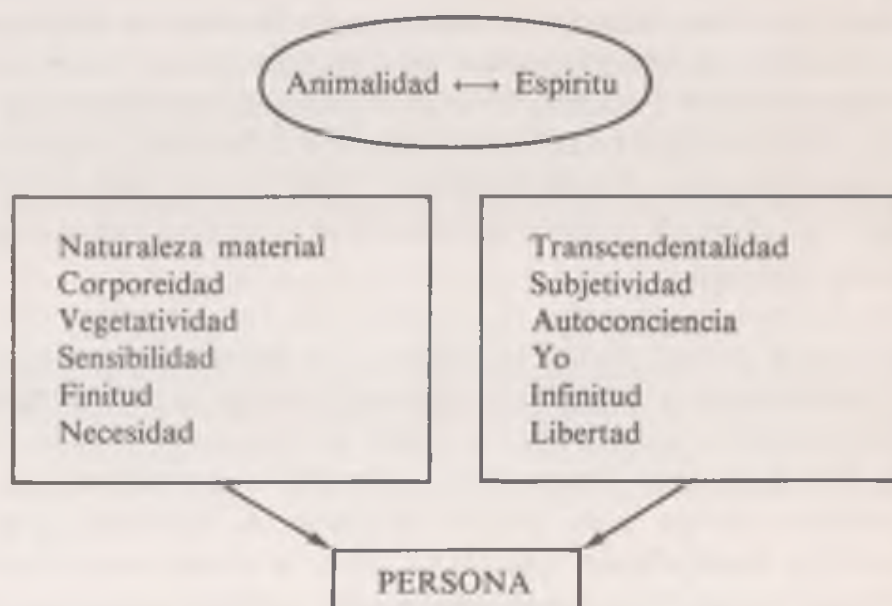 Animalidad ⟷ Espíritu
Naturaleza material
Corporeidad
Vegetatividad
Sensibilidad
Finitud
Necesidad
Transcendentalidad
Subjetividad
Autoconciencia
Yo
Infinitud
Libertad
PERSONA